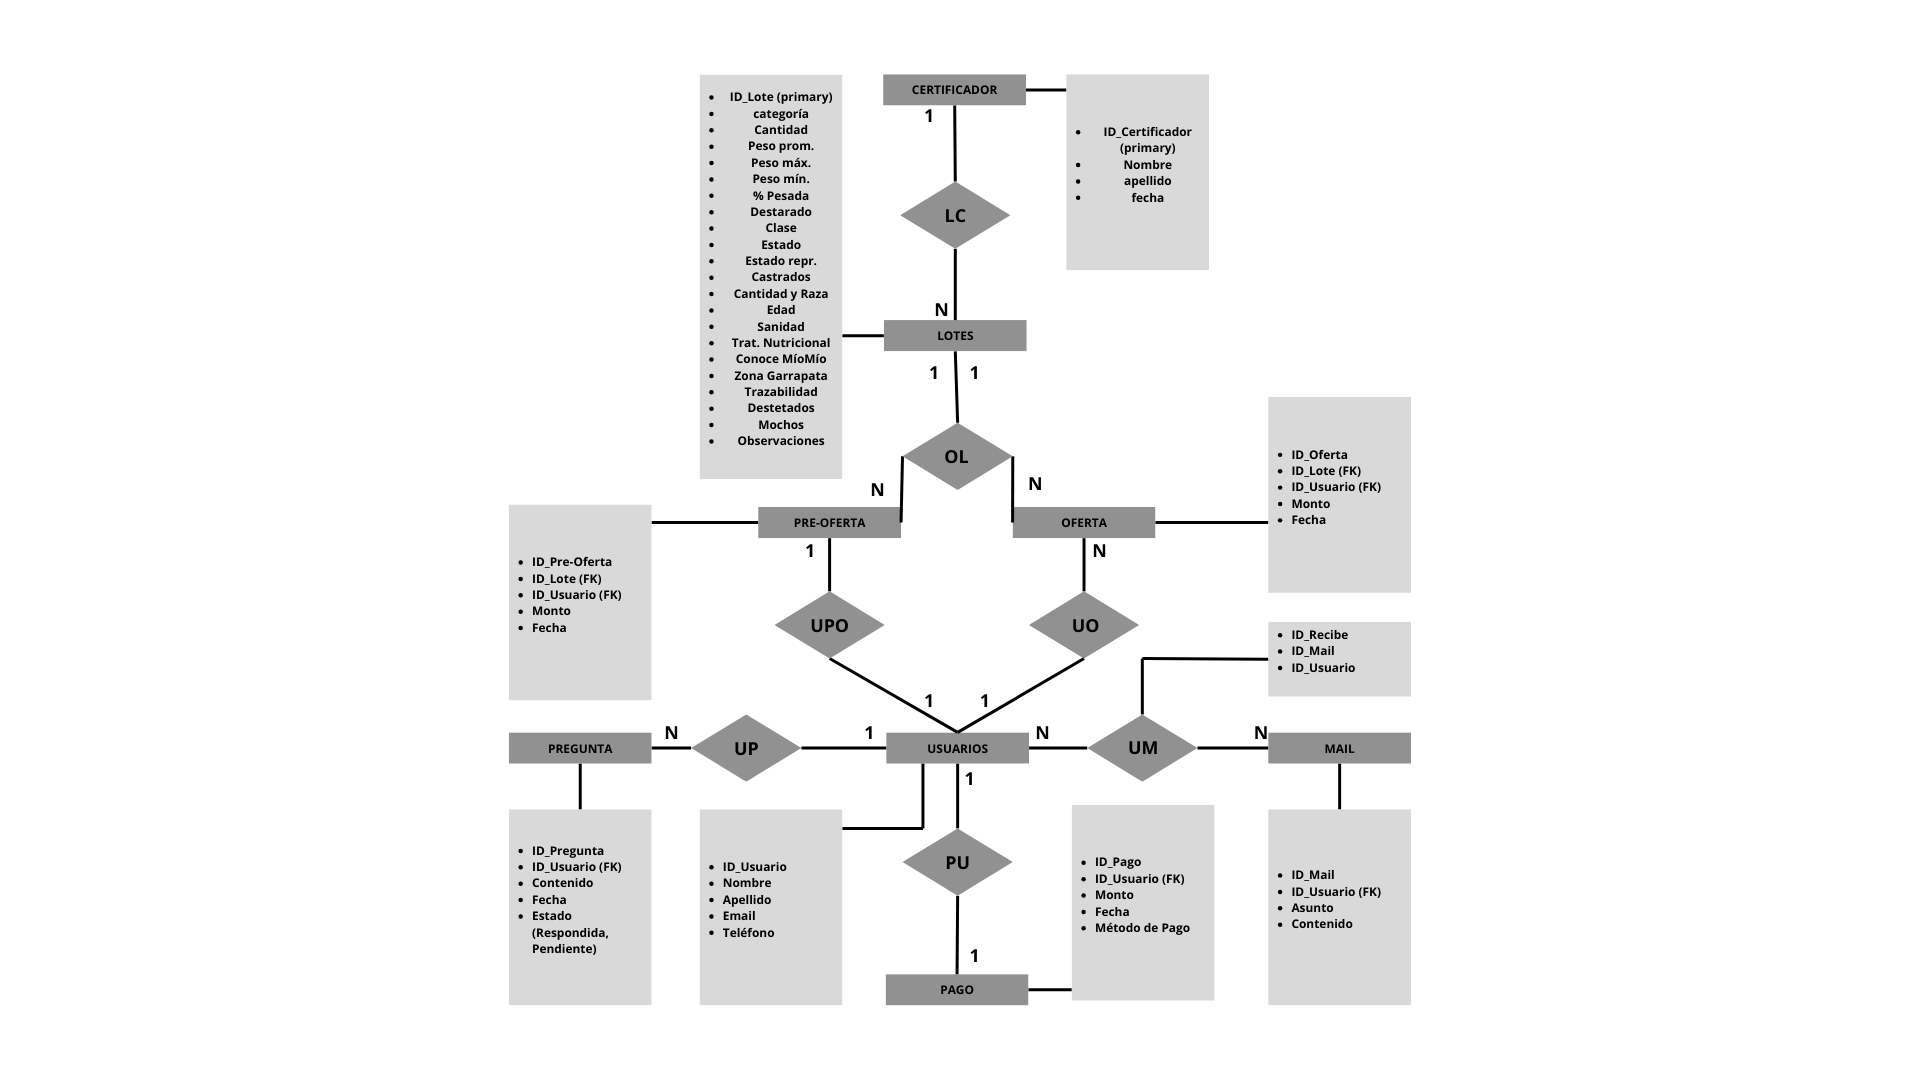 CERTIFICADOR
1
ID_Certificador
(primary)
Nombre
apellido
fecha
LC
N
LOTES
ID_Lote (primary)
categoría
Cantidad
Peso prom.
Peso máx.
Peso mín.
% Pesada
Destarado
Clase
Estado
Estado repr.
Castrados
Cantidad y Raza
Edad
Sanidad
Trat. Nutricional
Conoce MíoMío
Zona Garrapata
Trazabilidad
Destetados
Mochos
Observaciones
1 1
OL
N N
PRE-OFERTA
OFERTA
ID_Oferta
ID_Lote (FK)
ID_Usuario (FK)
Monto
Fecha
ID_Pre-Oferta
ID_Lote (FK)
ID_Usuario (FK)
Monto
Fecha
1 N
UPO
UO
ID_Recibe
ID_Mail
ID_Usuario
1 1
PREGUNTA
N
UP
1
USUARIOS
N
UM
N
MAIL
1
ID_Pregunta
ID_Usuario (FK)
Contenido
Fecha
Estado
(Respondida,
Pendiente)
ID_Usuario
Nombre
Apellido
Email
Teléfono
PU
ID_Pago
ID_Usuario (FK)
Monto
Fecha
Método de Pago
ID_Mail
ID_Usuario (FK)
Asunto
Contenido
1
PAGO